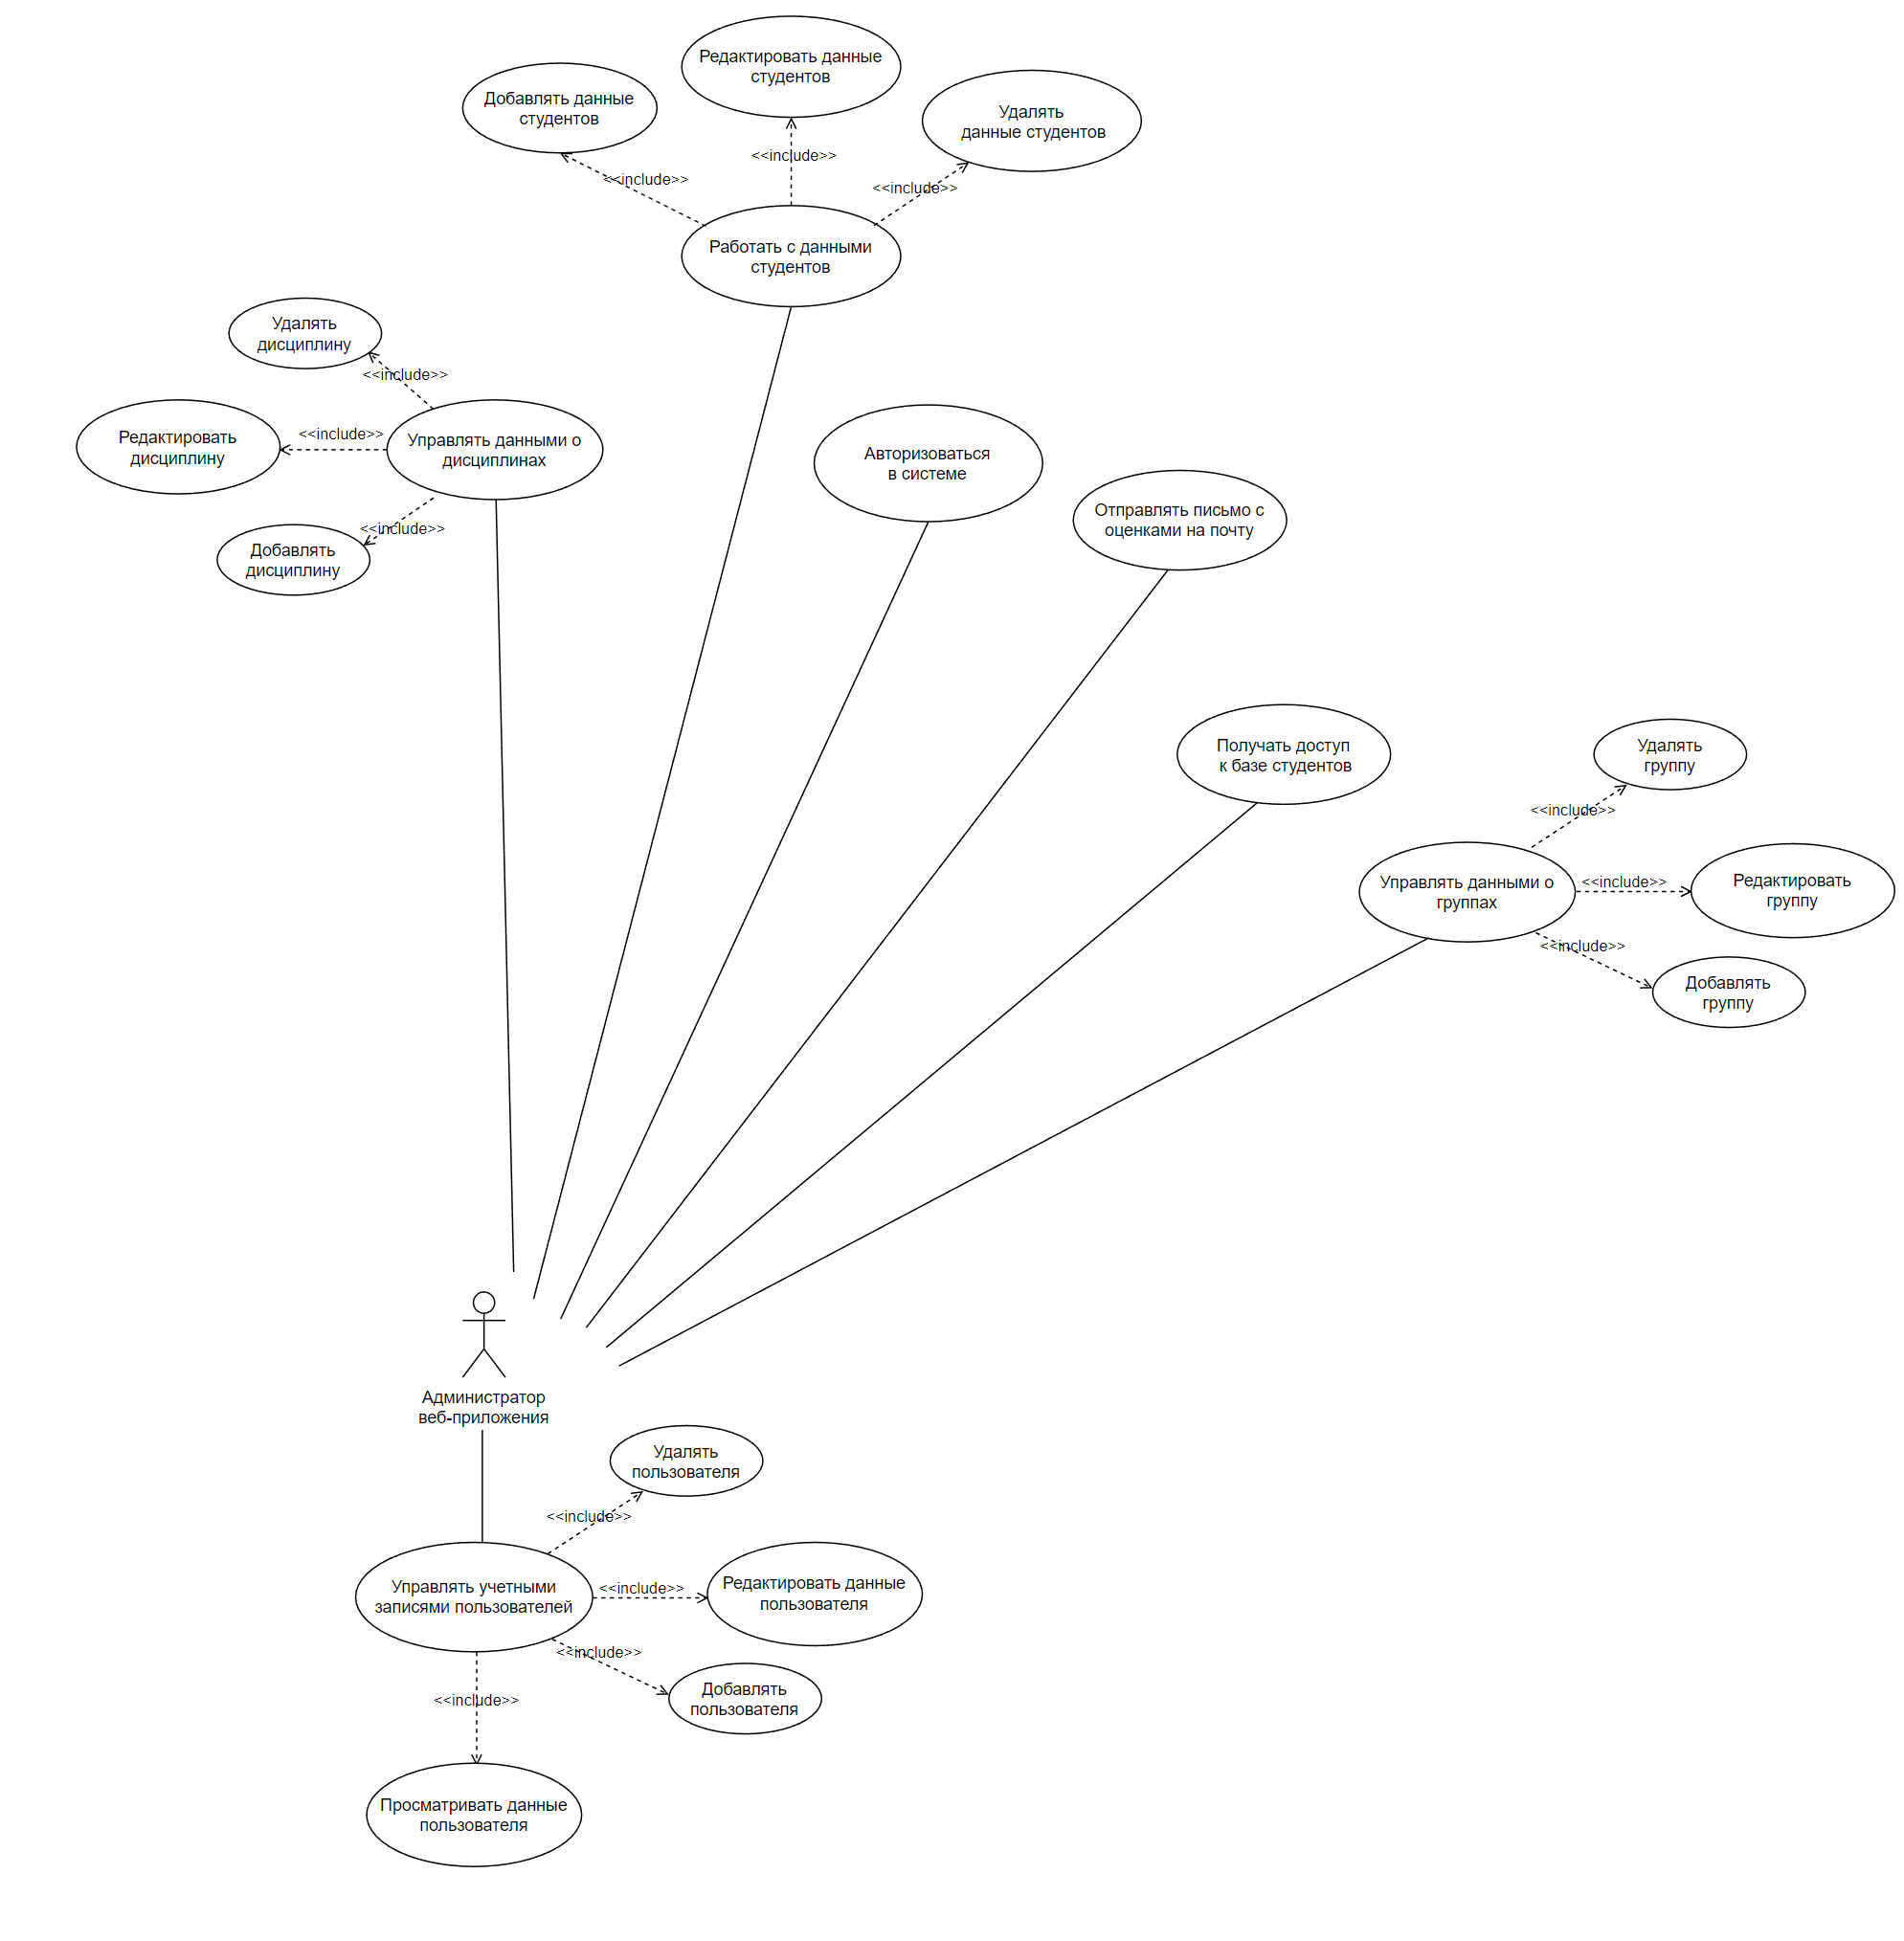 Редактировать данные
студентов
Добавлять данные
студентов
Удалять
данные студентов
<<include>>
<<include>>
<<include>>
Работать с данными
студентов
Удалять
дисциплину
<<include>>
Редактировать
дисциплину
<<include>>
Управлять данными о
дисциплинах
<<include>>
Добавлять
дисциплину
Авторизоваться
в системе
Отправлять письмо с
оценками на почту
Получать доступ
к базе студентов
Удалять
группу
<<include>>
Управлять данными о
группах
<<include>>
Редактировать
группу
<<include>>
Добавлять
группу
Администратор
веб-приложения
Удалять
пользователя
<<include>>
Управлять учетными
записями пользователей
<<include>>
Редактировать данные
пользователя
<<include>>
Добавлять
пользователя
<<include>>
Просматривать данные
пользователя